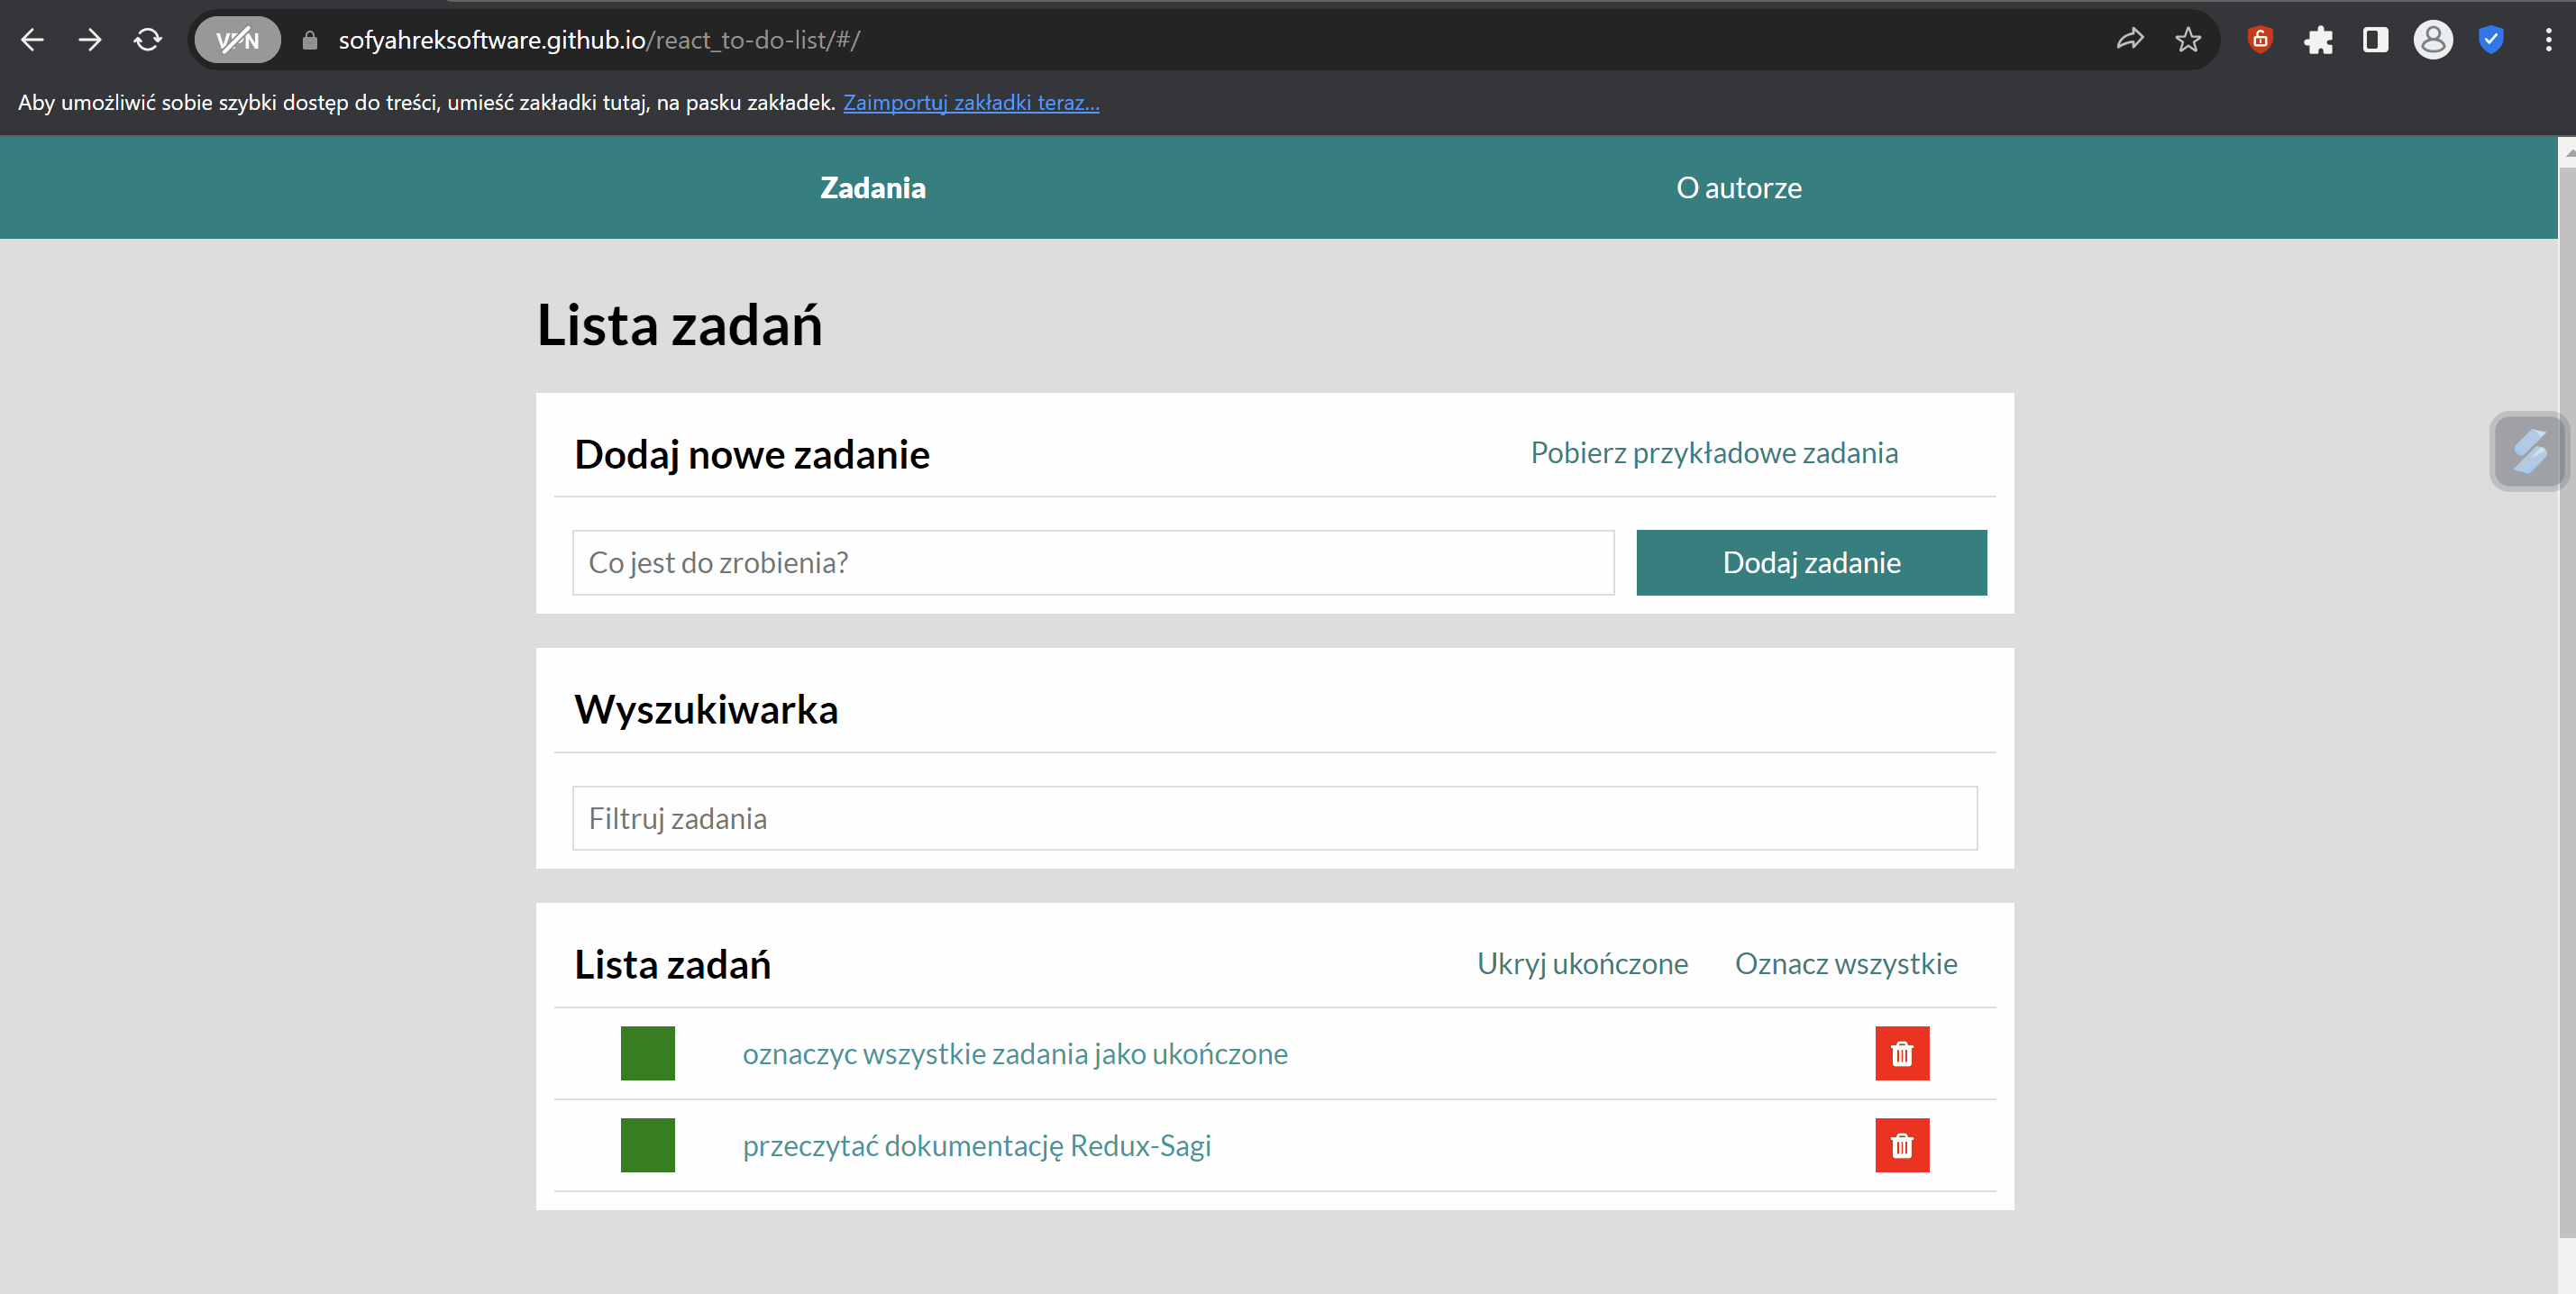 VPN sofyahreksoftware.github.io/react_to-do-list/#/
Aby umożliwić sobie szybki dostęp do treści, umieść zakładki tutaj, na pasku zakładek. Zaimportuj zakładki teraz...
Zadania O autorze
Lista zadań
Dodaj nowe zadanie Pobierz przykładowe zadania
Co jest do zrobienia? Dodaj zadanie
Wyszukiwarka
Filtruj zadania
Lista zadań Ukryj ukończone Oznacz wszystkie
oznaczyc wszystkie zadania jako ukończone
przeczytać dokumentację Redux-Sagi